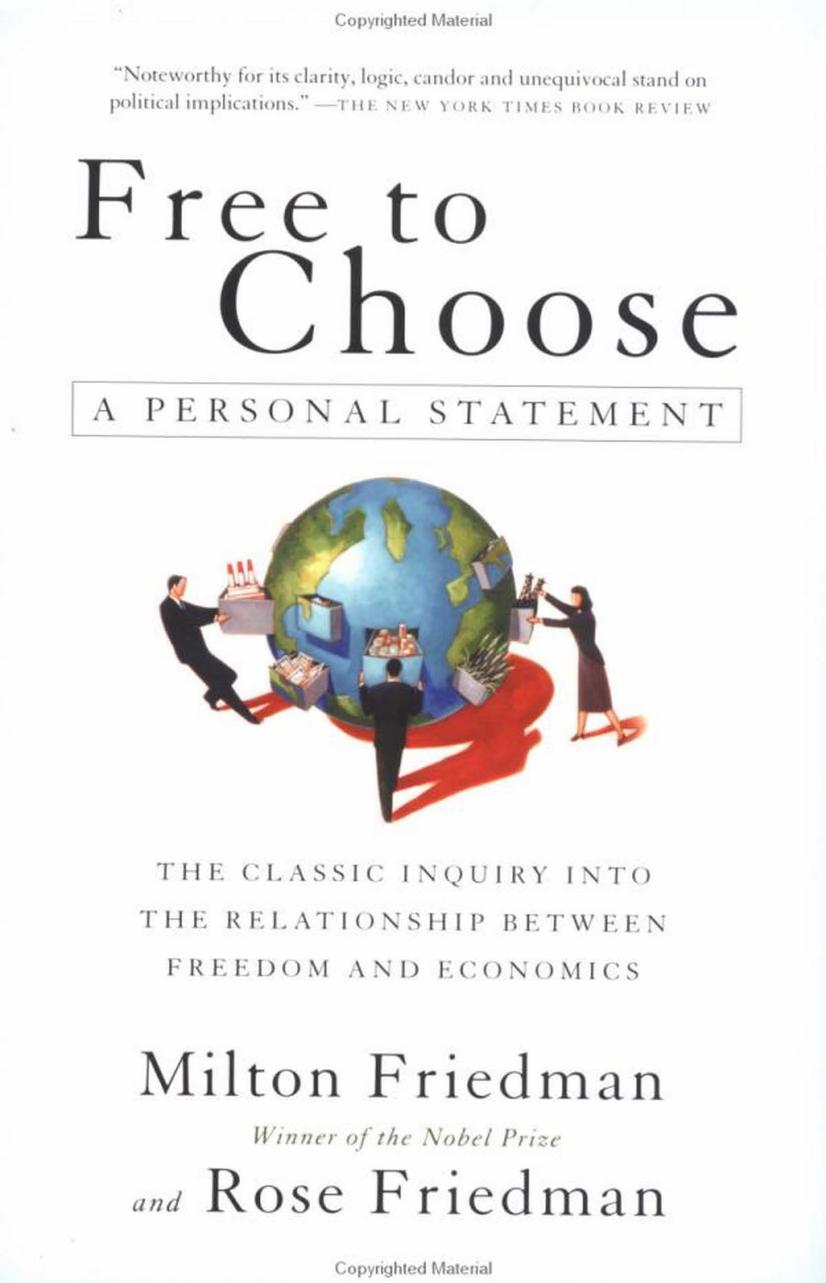 Copyrighted Material
“Noteworthy for its clarity, logic, candor and unequivocal stand on
political implications.” —THE NEW YORK TIMES BOOK REVIEW
Free to
Choose
A PERSONAL STATEMENT
THE CLASSIC INQUIRY INTO
THE RELATIONSHIP BETWEEN
FREEDOM AND ECONOMICS
Milton Friedman
Winner of the Nobel Prize
and Rose Friedman
Copyrighted Material